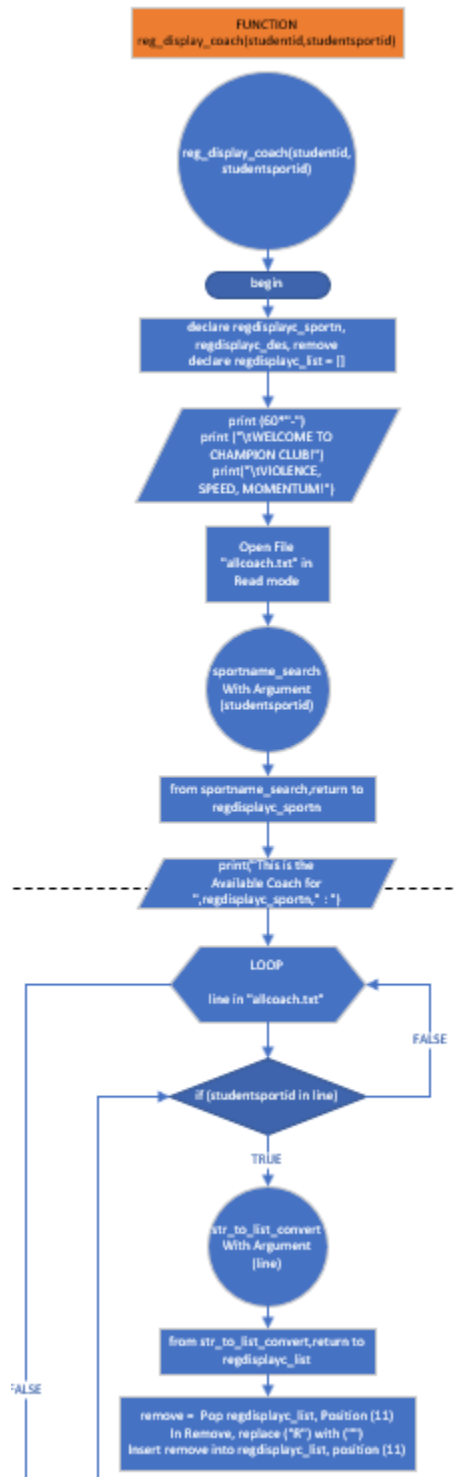 FUNCTION
reg_display_coach(studentid,studentsportid)
reg_display_coach(studentid,
studentsportid)
begin
declare regdisplayc_sportn,
regdisplayc_des, remove
declare regdisplayc_list = []
print (60*"-")
print ("\tWELCOME TO
CHAMPION CLUB!")
print("\tVIOLENCE,
SPEED, MOMENTUM!")
Open File
"allcoach.txt" in
Read mode
sportname_search
With Argument
(studentsportid)
from sportname_search,return to
regdisplayc_sportn
print("This is the
Available Coach for
",regdisplayc_sportn," : ")
LOOP
line in "allcoach.txt"
FALSE
if (studentsportid in line)
TRUE
str_to_list_convert
With Argument
(line)
from str_to_list_convert,return to
regdisplayc_list
FALSE
remove = Pop regdisplayc_list, Position (11)
In Remove, replace ("R") with ("")
Insert remove into regdisplayc_list, position (11)